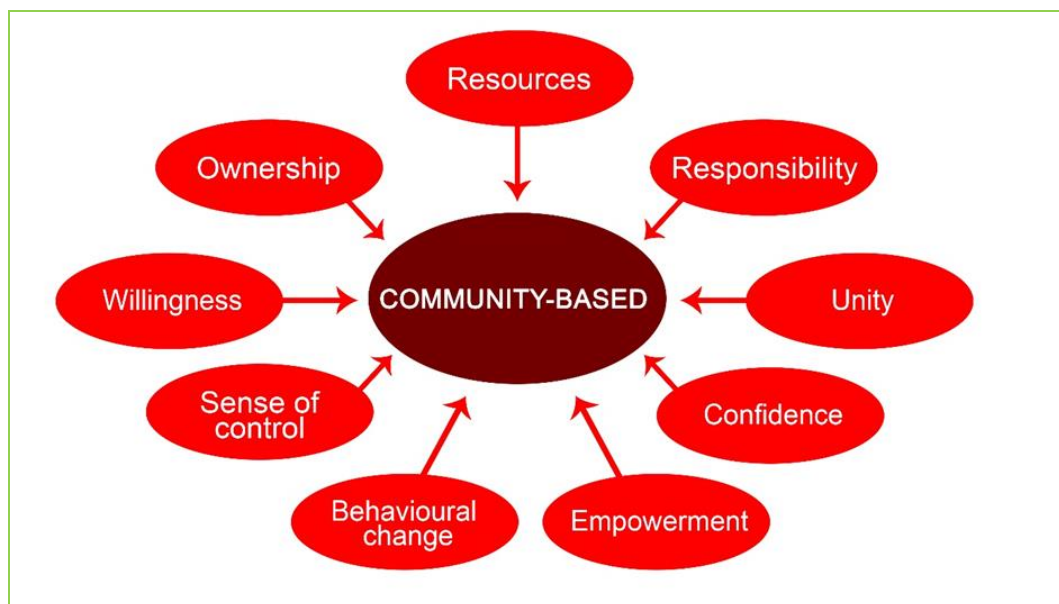 Resources
Ownership
Responsibility
Willingness
COMMUNITY-BASED
Unity
Sense of
control
Confidence
Behavioural
change
Empowerment